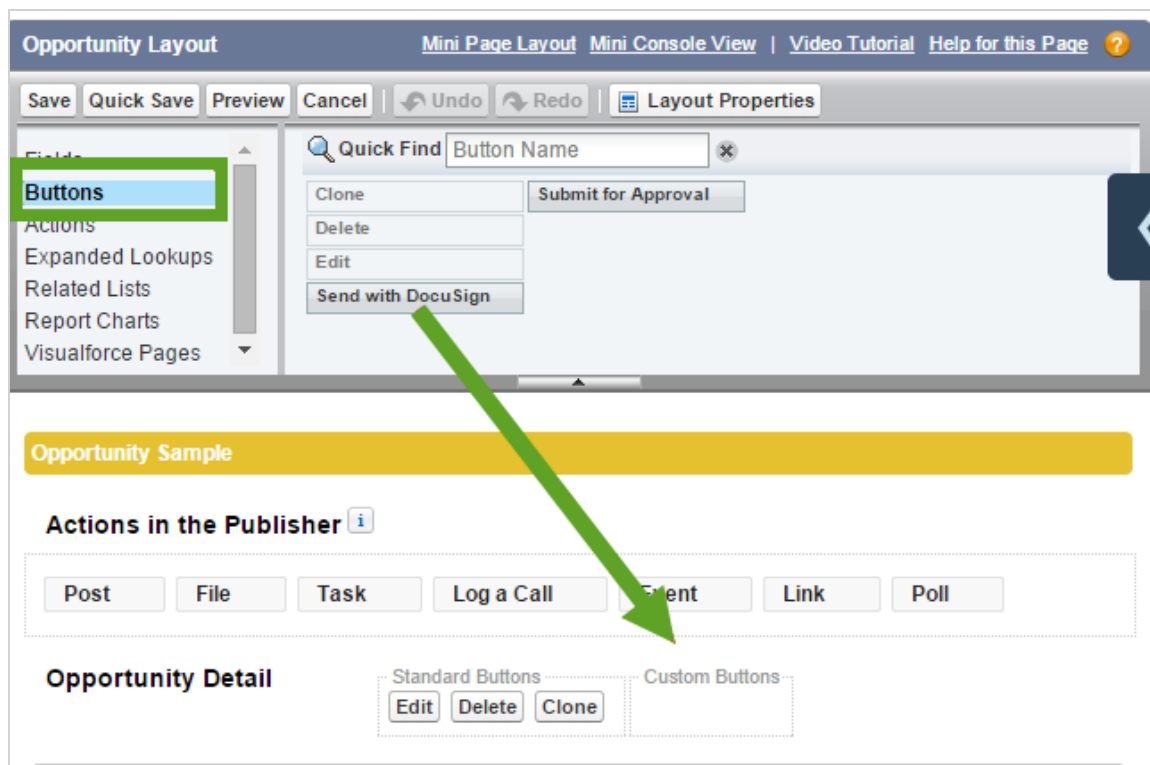 Opportunity Layout Mini Page Layout Mini Console View | Video Tutorial Help for this Page ?
Save Quick Save Preview Cancel Undo Redo Layout Properties
Fields
Quick Find Button Name
Buttons
Clone Submit for Approval
Actions
Delete
Expanded Lookups
Edit
Related Lists
Send with DocuSign
Report Charts
Visualforce Pages
Opportunity Sample
Actions in the Publisher i
Post File Task Log a Call Event Link Poll
Opportunity Detail
Standard Buttons Custom Buttons
Edit Delete Clone